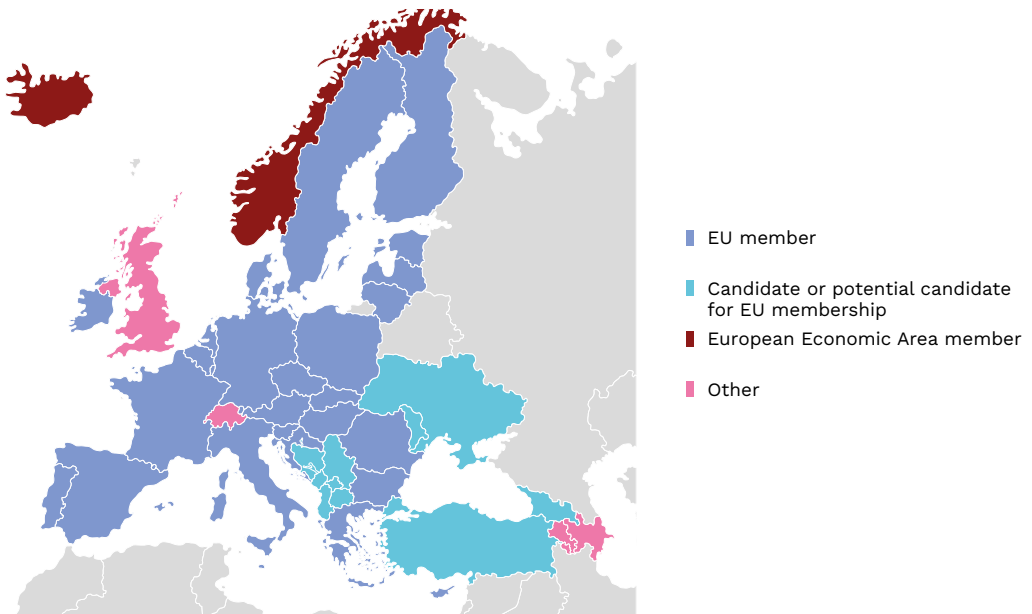 EU member
Candidate or potential candidate
for EU membership
European Economic Area member
Other